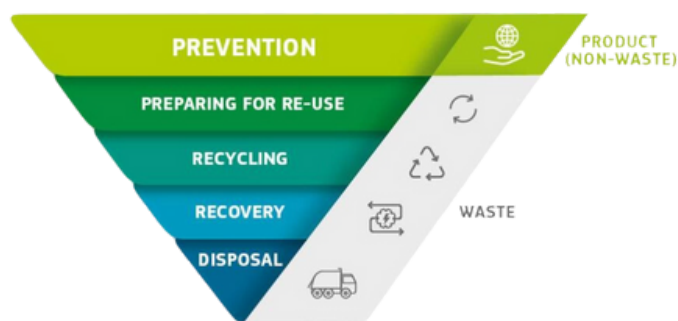 PREVENTION
PRODUCT
(NON-WASTE)
PREPARING FOR RE-USE
RECYCLING
RECOVERY
WASTE
DISPOSAL